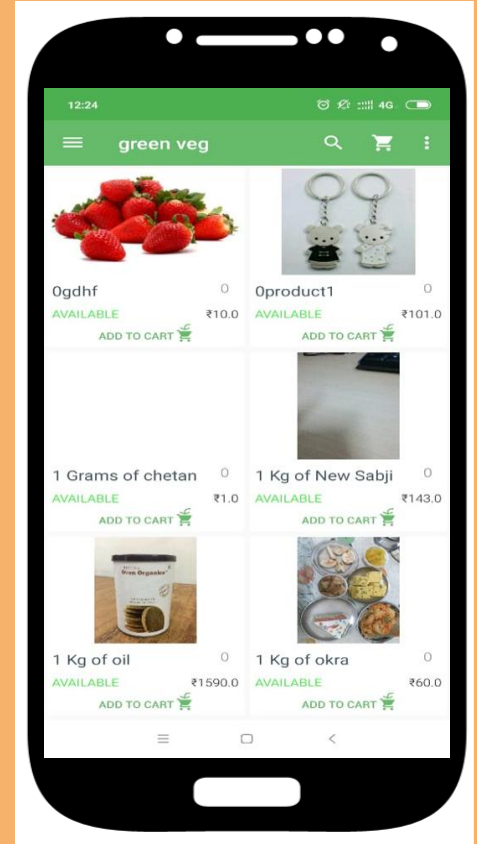 12:24 4G
green veg
0gdhf 0
AVAILABLE ₹10.0
ADD TO CART
0product1 0
AVAILABLE ₹101.0
ADD TO CART
1 Grams of chetan 0
AVAILABLE ₹1.0
ADD TO CART
1 Kg of New Sabji 0
AVAILABLE ₹143.0
ADD TO CART
1 Kg of oil 0
AVAILABLE ₹1590.0
ADD TO CART
1 Kg of okra 0
AVAILABLE ₹60.0
ADD TO CART